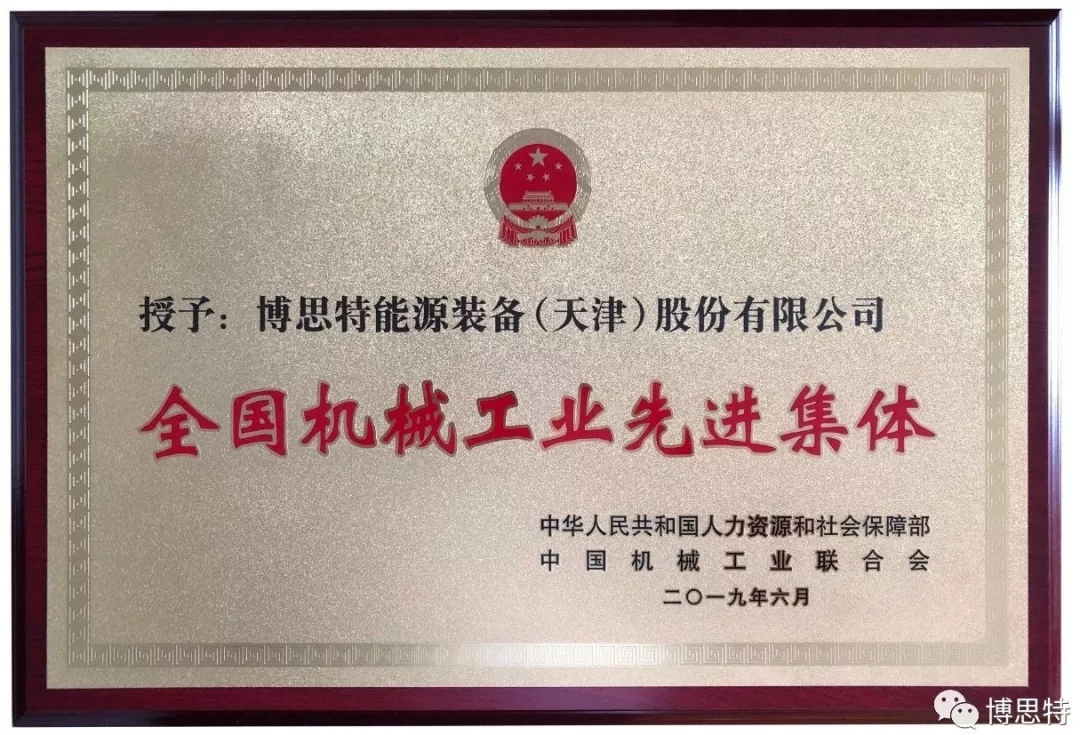 授予：博思特能源装备（天津）股份有限公司
全国机械工业先进集体
中华人民共和国人力资源和社会保障部
中国机械工业联合会
二〇一九年六月
博思特